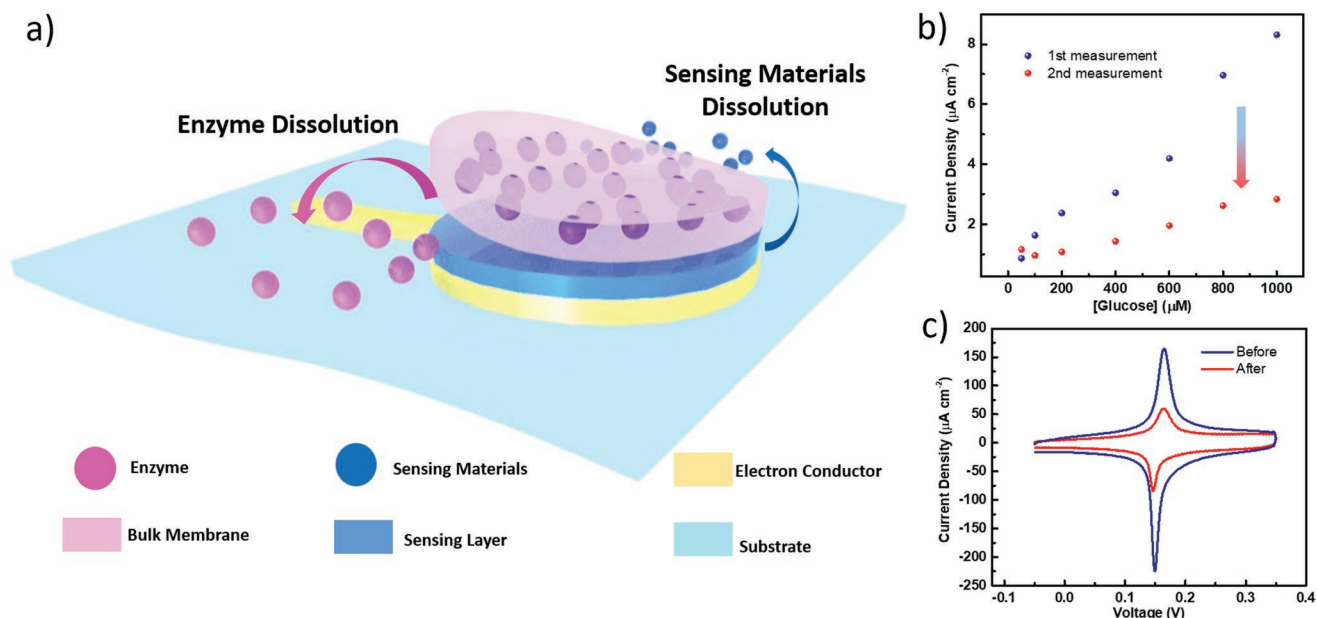 a)
Enzyme Dissolution
Sensing Materials
Dissolution
Enzyme
Sensing Materials
Electron Conductor
Bulk Membrane
Sensing Layer
Substrate
b)
8
6
4
2
Current Density (μA cm⁻²)
1st measurement
2nd measurement
0 200 400 600 800 1000
[Glucose] (μM)
c)
200
150
100
50
0
-50
-100
-150
-200
-250
Current Density (μA cm⁻²)
Before
After
-0.1 0.0 0.1 0.2 0.3 0.4
Voltage (V)